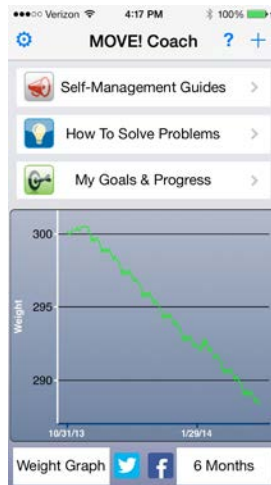 Verizon 4:17 PM 100%
MOVE! Coach ? +
Self-Management Guides >
How To Solve Problems >
My Goals & Progress >
300
295
Weight
290
10/31/13 1/29/14
Weight Graph 6 Months